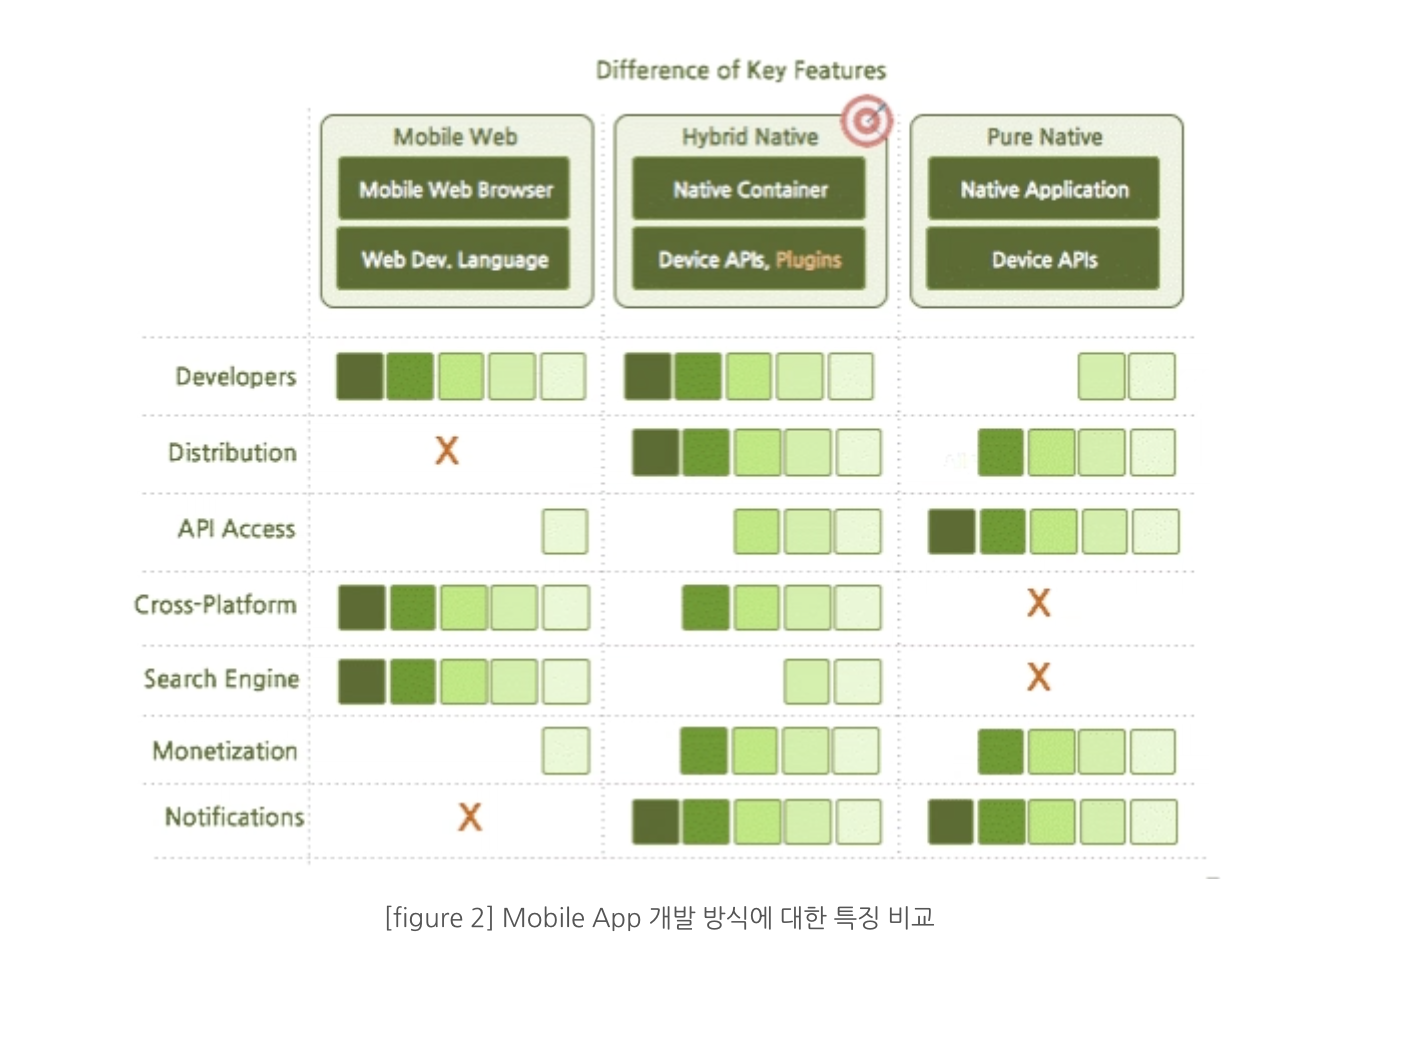 Difference of Key Features
Mobile Web
Hybrid Native
Pure Native
Mobile Web Browser
Native Container
Native Application
Web Dev. Language
Device APIs, Plugins
Device APIs
Developers
Distribution
X
API Access
Cross-Platform
X
Search Engine
X
Monetization
Notifications
X
[figure 2] Mobile App 개발 방식에 대한 특징 비교